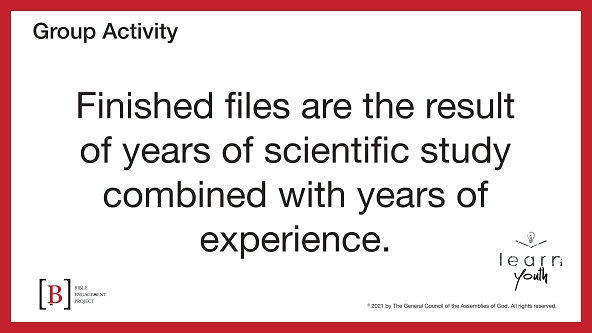 Group Activity
Finished files are the result
of years of scientific study
combined with years of
experience.
learn
Youth
[B]
BIBLE
ENGAGEMENT
PROJECT
© 2021 by The General Council of the Assemblies of God. All rights reserved.